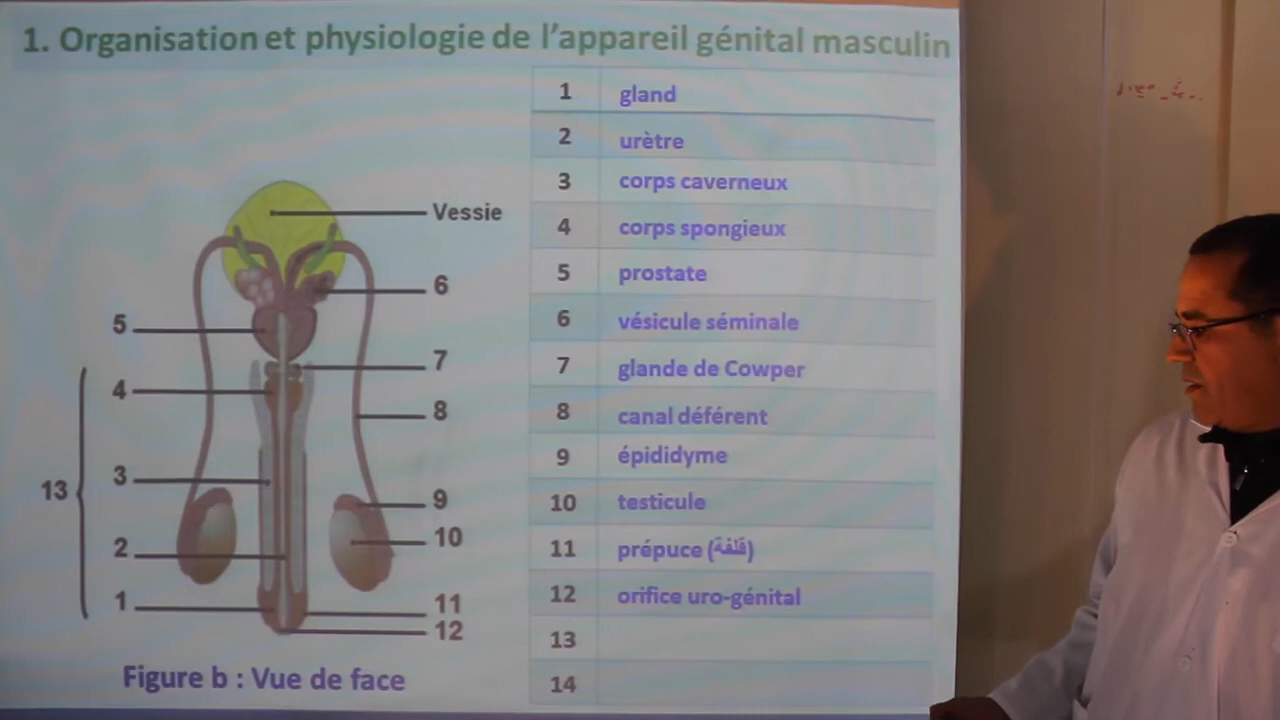 1. Organisation et physiologie de l'appareil génital masculin
1 gland
2 urètre
3 corps caverneux
4 corps spongieux
5 prostate
6 vésicule séminale
7 glande de Cowper
8 canal déférent
9 épididyme
10 testicule
11 prépuce (قلفة)
12 orifice uro-génital
13
14
Vessie
6
5
7
4
8
13
3
9
10
2
1
11
12
Figure b : Vue de face